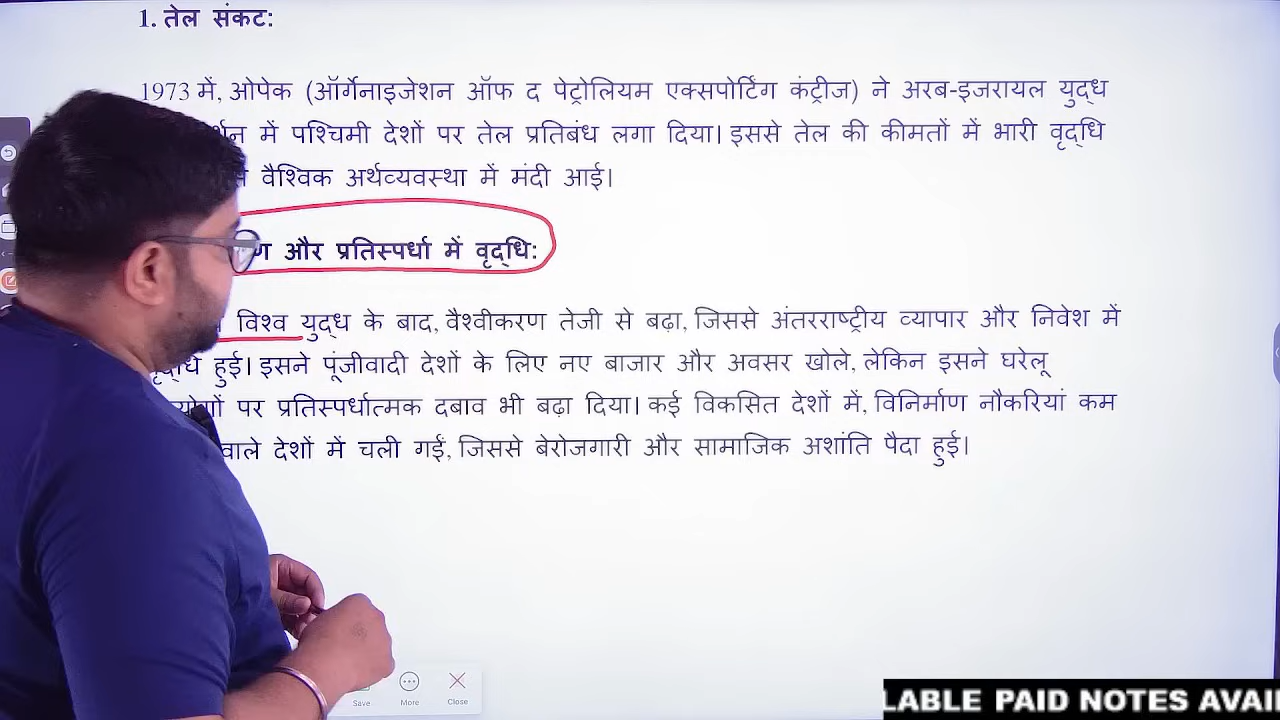 1. तेल संकट:
1973 में, ओपेक (ऑर्गेनाइजेशन ऑफ द पेट्रोलियम एक्सपोर्टिंग कंट्रीज) ने अरब-इजरायल युद्ध
में पश्चिमी देशों पर तेल प्रतिबंध लगा दिया। इससे तेल की कीमतों में भारी वृद्धि
वैश्विक अर्थव्यवस्था में मंदी आई।
और प्रतिस्पर्धा में वृद्धि:
विश्व युद्ध के बाद, वैश्वीकरण तेजी से बढ़ा, जिससे अंतरराष्ट्रीय व्यापार और निवेश में
वृद्धि हुई। इसने पूंजीवादी देशों के लिए नए बाजार और अवसर खोले, लेकिन इसने घरेलू
पर प्रतिस्पर्धात्मक दबाव भी बढ़ा दिया। कई विकसित देशों में, विनिर्माण नौकरियां कम
वाले देशों में चली गईं, जिससे बेरोजगारी और सामाजिक अशांति पैदा हुई।
Save More Close
LABLE PAID NOTES AVAI